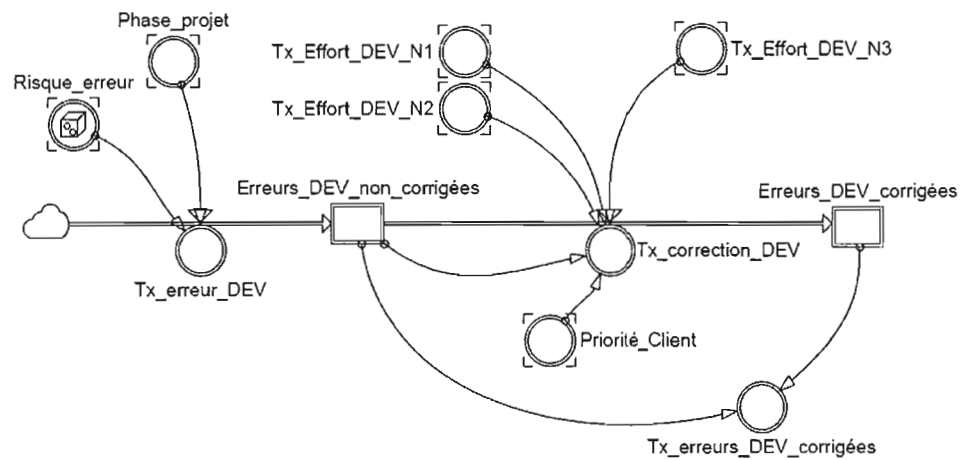 Phase_projet
Tx_Effort_DEV_N1
Tx_Effort_DEV_N3
Risque_erreur
Tx_Effort_DEV_N2
Erreurs_DEV_non_corrigées
Erreurs_DEV_corrigées
Tx_correction_DEV
Tx_erreur_DEV
Priorité_Client
Tx_erreurs_DEV_corrigées